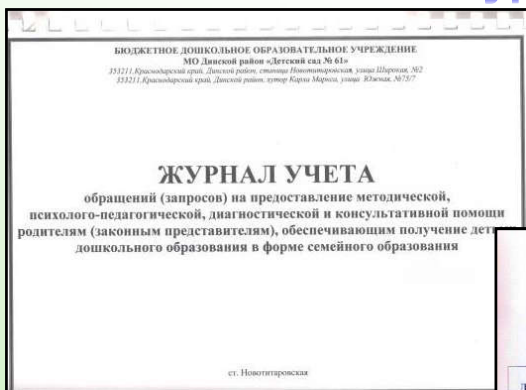 БЮДЖЕТНОЕ ДОШКОЛЬНОЕ ОБРАЗОВАТЕЛЬНОЕ УЧРЕЖДЕНИЕ
МО Динской район «Детский сад № 61»
353211,Краснодарский край, Динской район, станица Новотитаровская, улица Широкая, №2
353211,Краснодарский край, Динской район, хутор Карла Маркса, улица Южная, №75/7
ЖУРНАЛ УЧЕТА
обращений (запросов) на предоставление методической,
психолого-педагогической, диагностической и консультативной помощи
родителям (законным представителям), обеспечивающим получение
дошкольного образования в форме семейного образования
ст. Новотитаровская